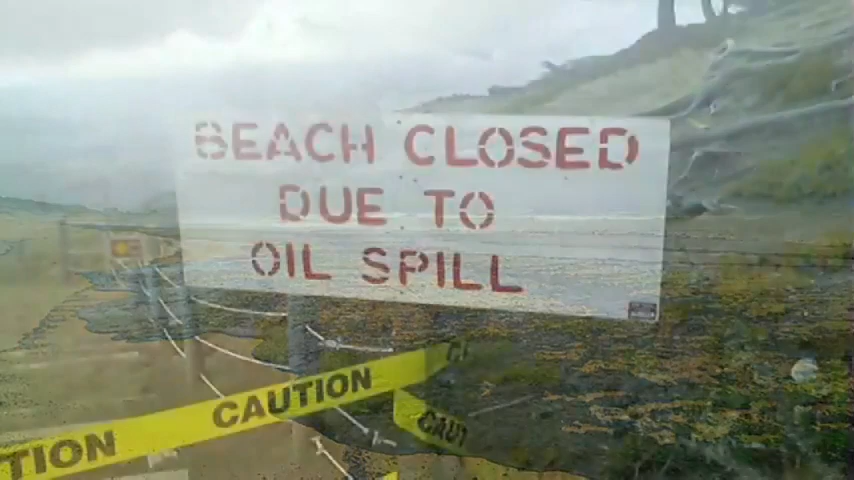 BEACH CLOSED
DUE TO
OIL SPILL
CAUTION
TION
CAUT